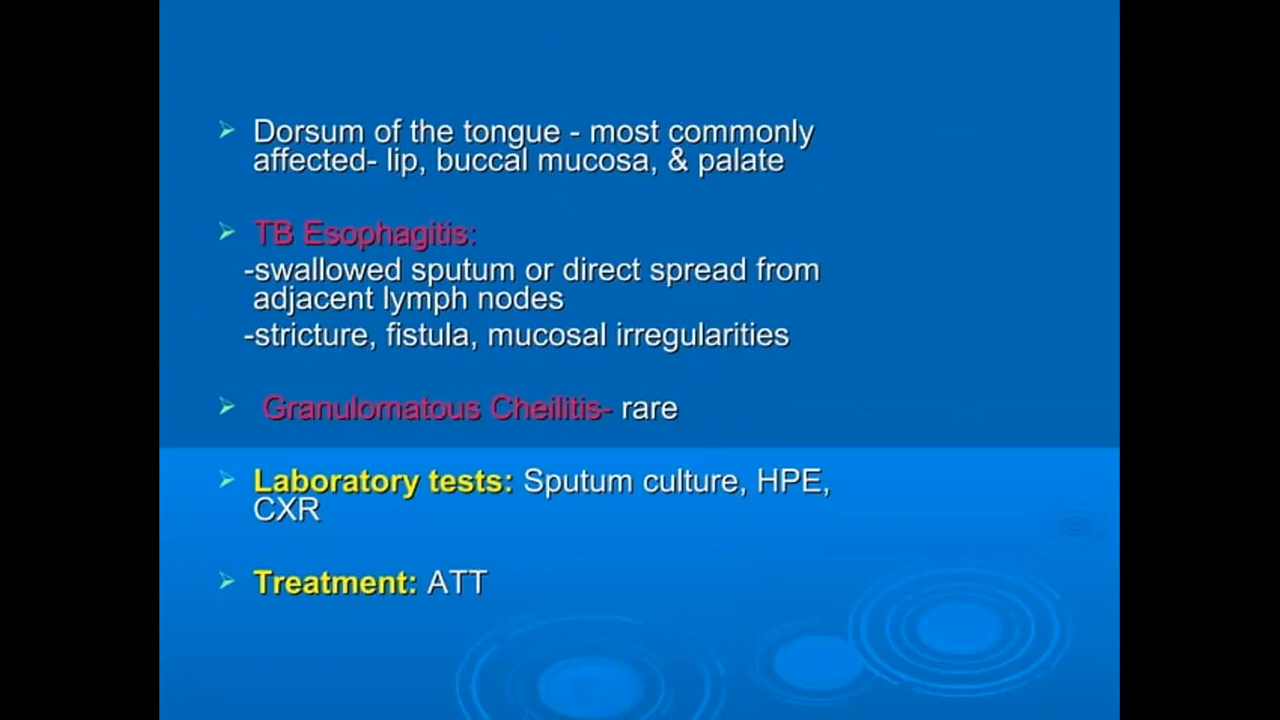 Dorsum of the tongue - most commonly
affected- lip, buccal mucosa, & palate
TB Esophagitis:
-swallowed sputum or direct spread from
adjacent lymph nodes
-stricture, fistula, mucosal irregularities
Granulomatous Cheilitis- rare
Laboratory tests: Sputum culture, HPE,
CXR
Treatment: ATT